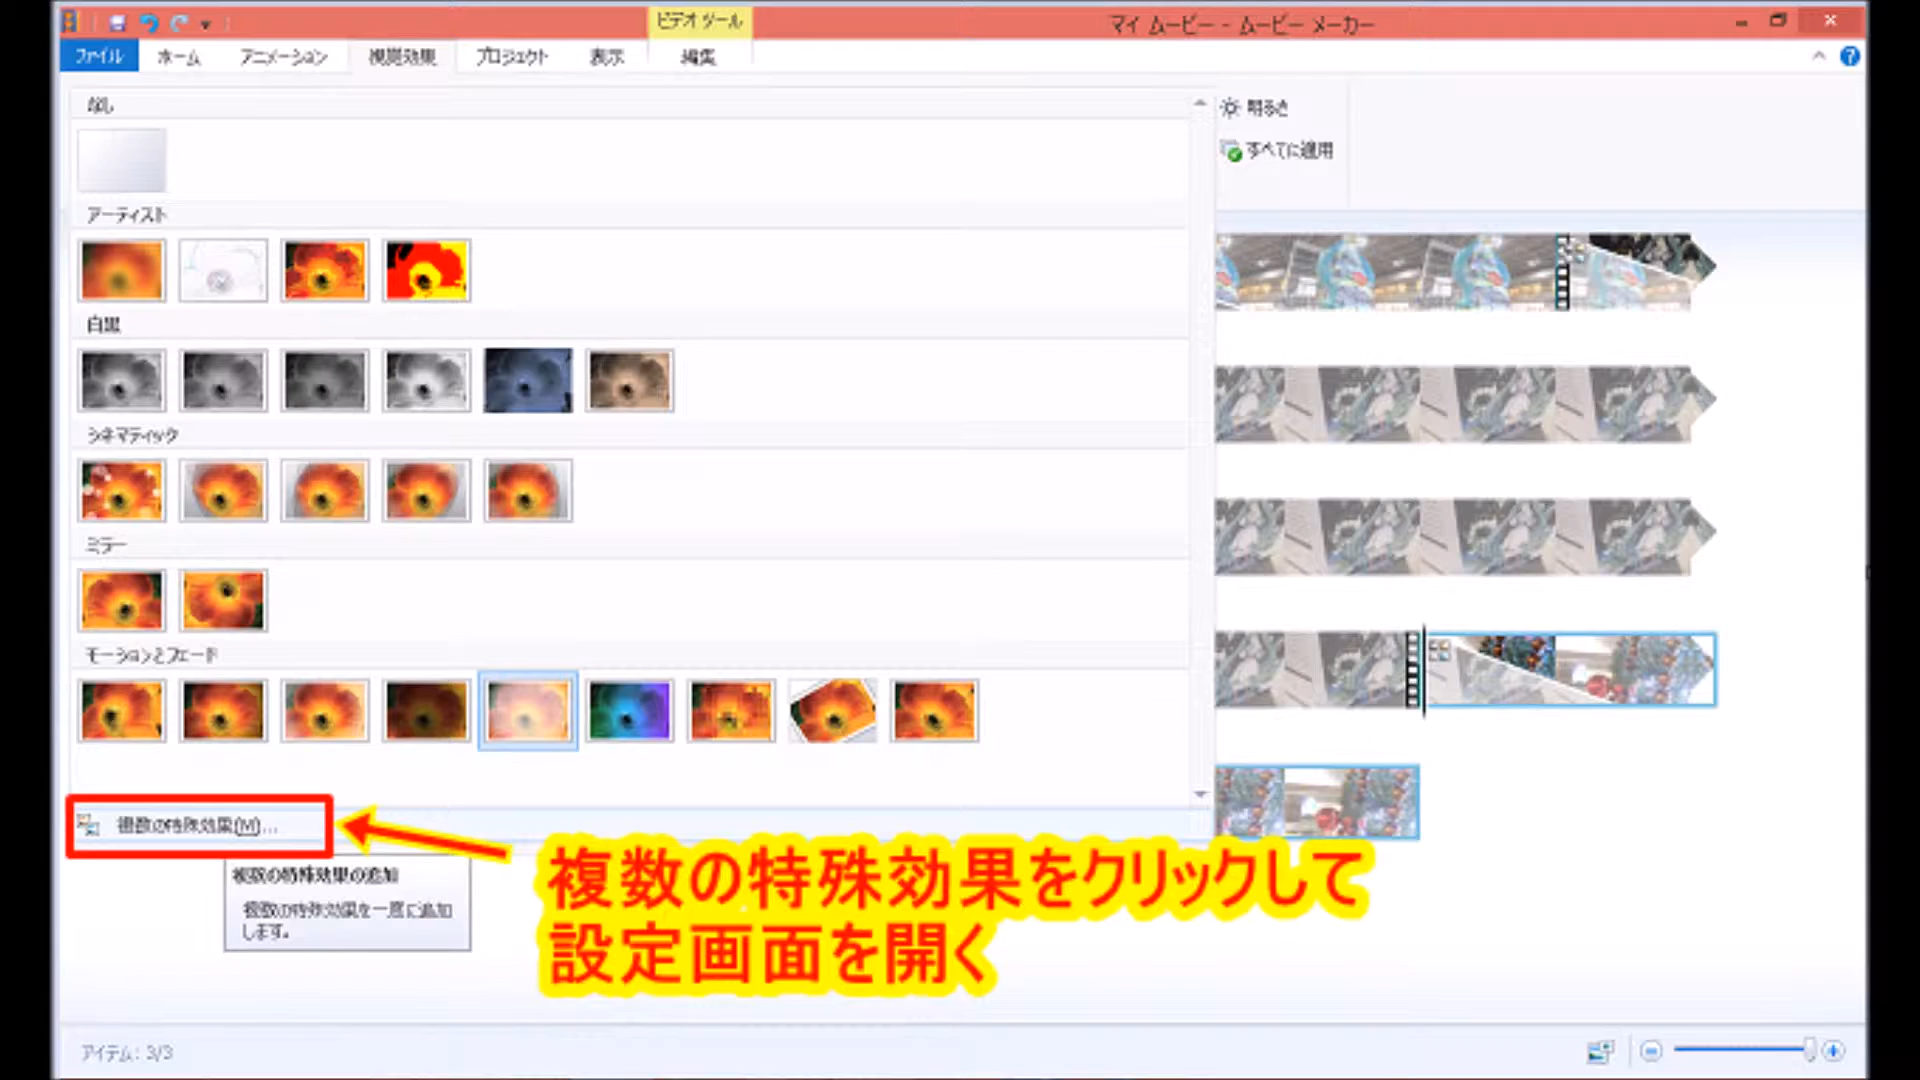 ビデオ ツール
マイ ムービー - ムービー メーカー
ファイル
ホーム
アニメーション
視覚効果
プロジェクト
表示
編集
なし
アーティスト
白黒
シネマティック
ミラー
モーションとフェード
明るさ
すべてに適用
複数の特殊効果(M)...
複数の特殊効果の追加
複数の特殊効果を一度に追加
します。
複数の特殊効果をクリックして
設定画面を開く
アイテム: 3/3